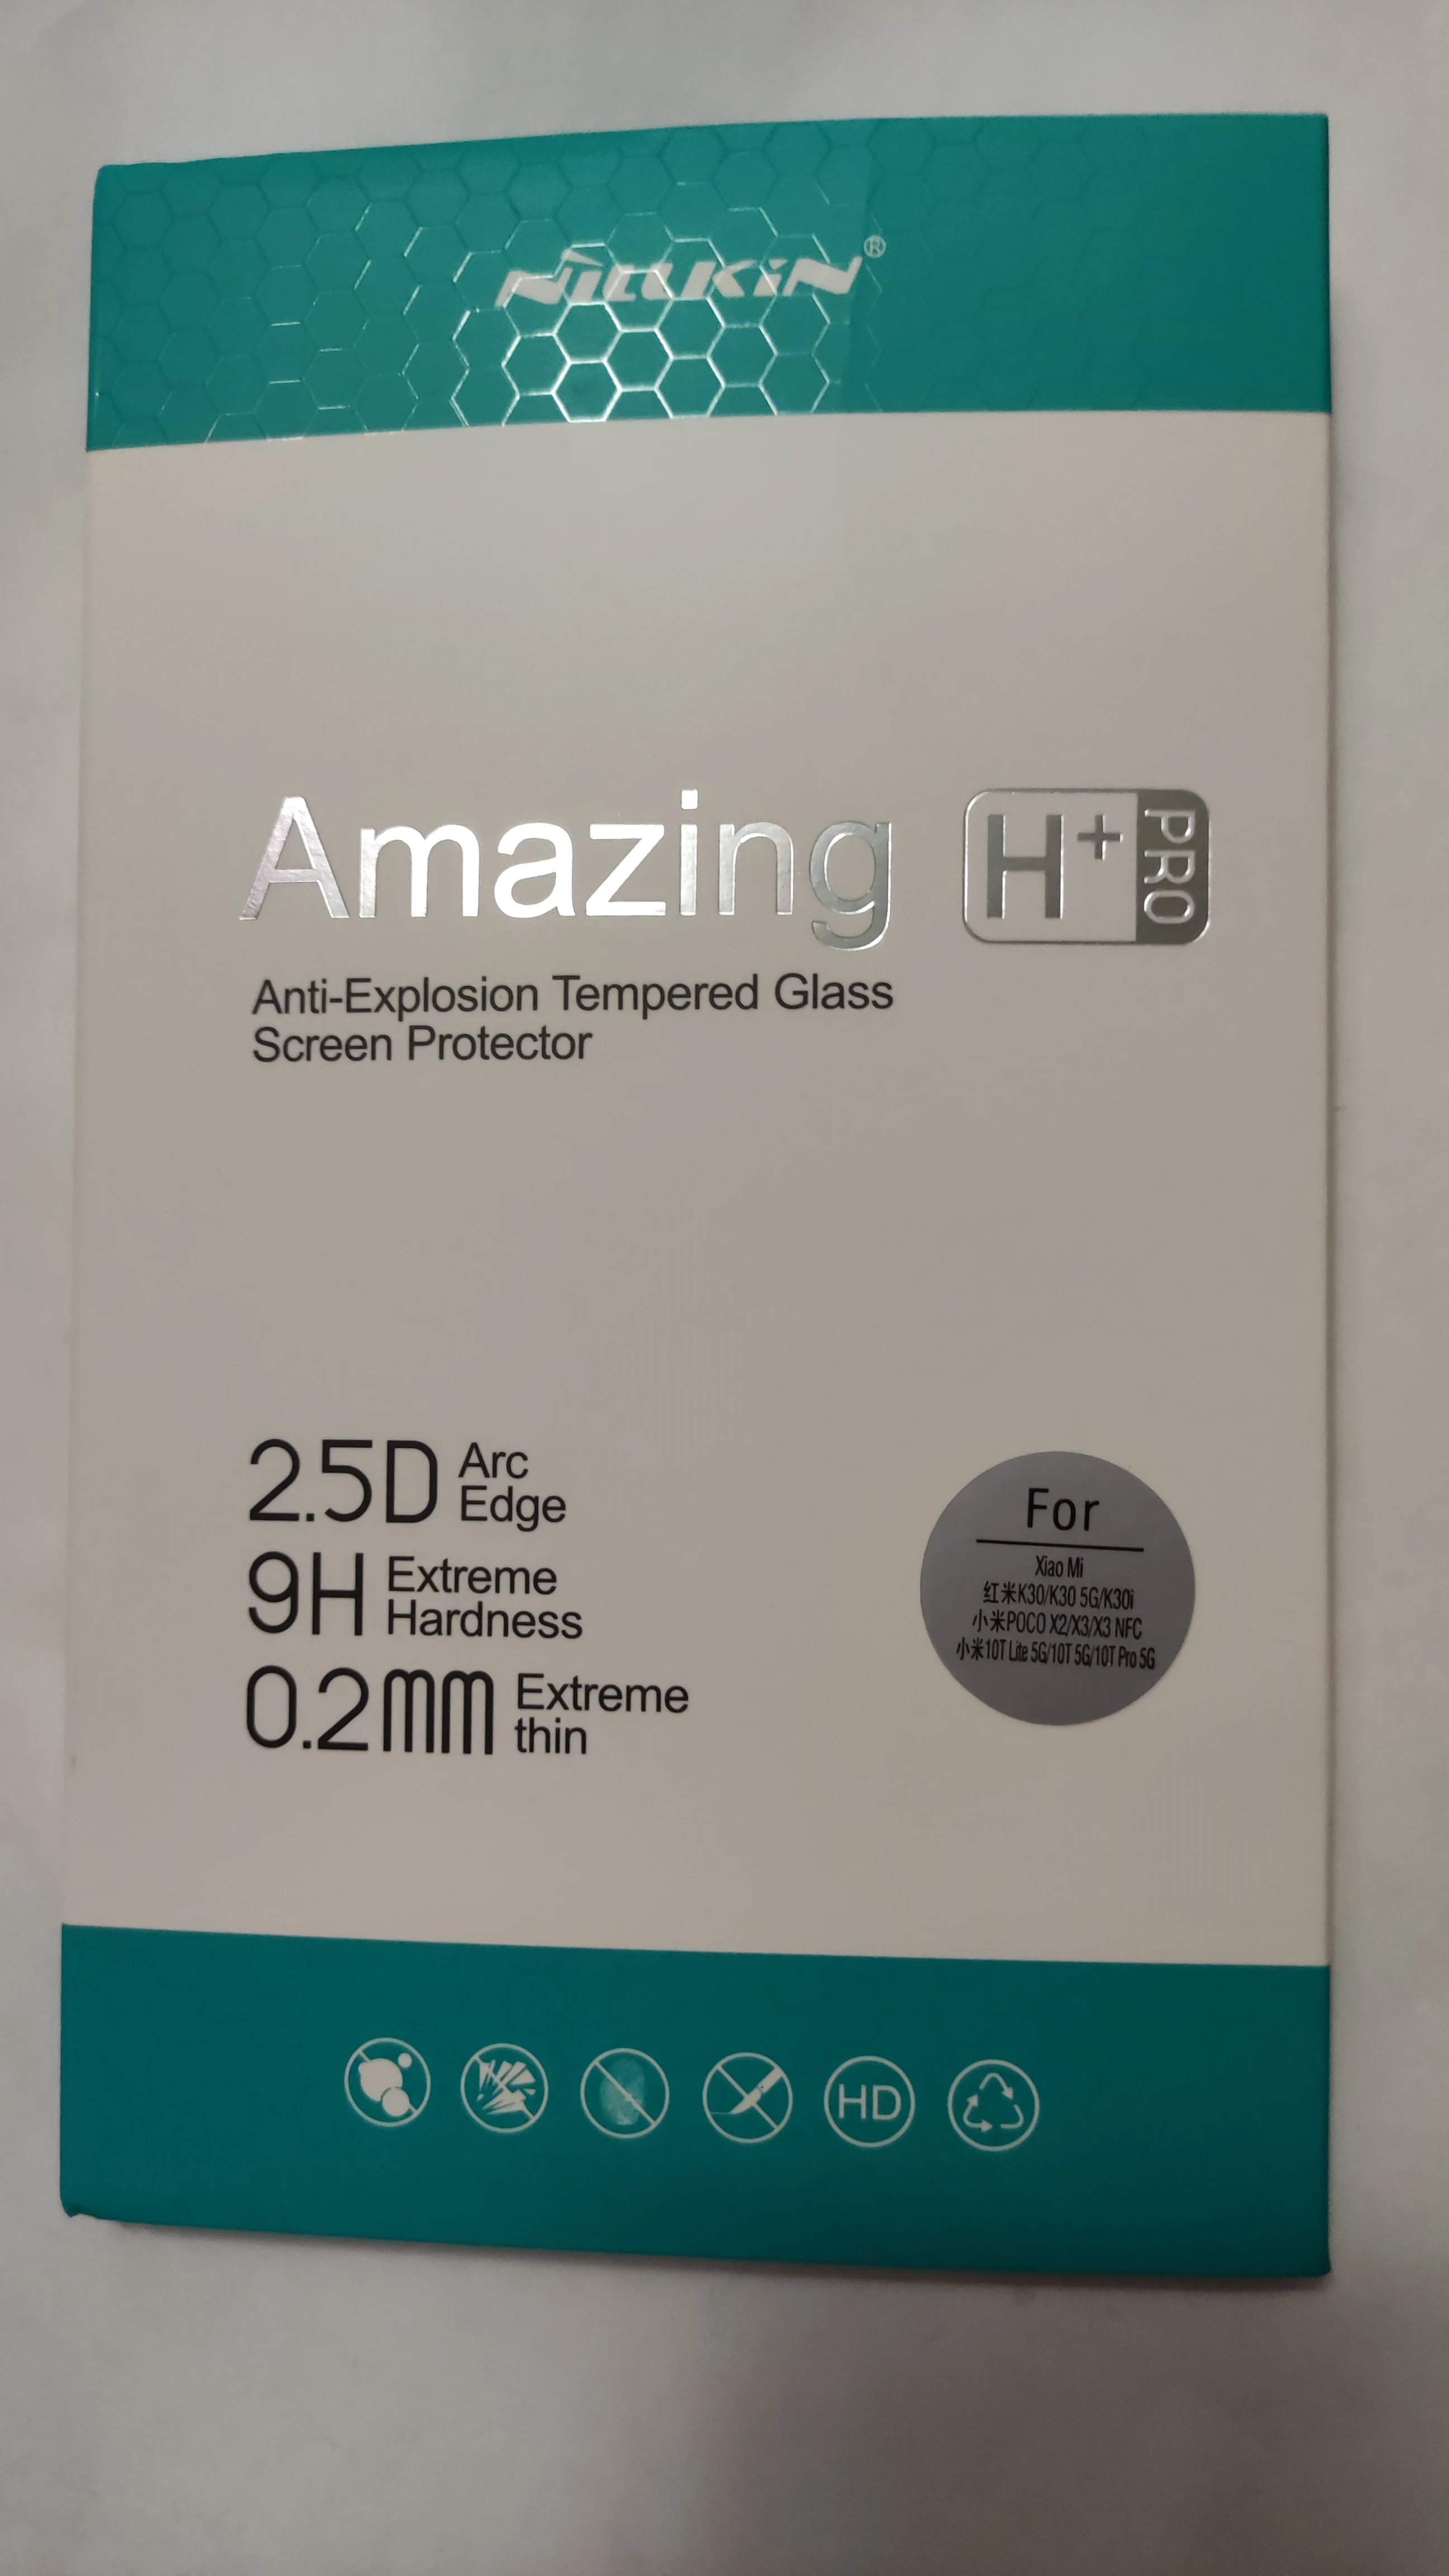 NiLLKiN®
Amazing H+ PRO
Anti-Explosion Tempered Glass
Screen Protector
2.5D Arc Edge
9H Extreme Hardness
0.2mm Extreme thin
For
Xiao Mi
红米K30/K30 5G/K30i
小米POCO X2/X3/X3 NFC
小米10T Lite 5G/10T 5G/10T Pro 5G
HD